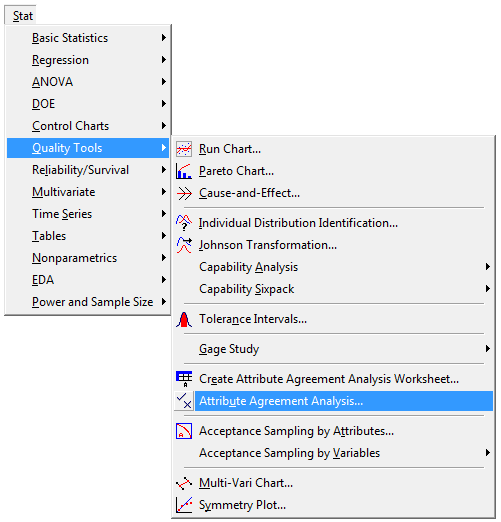 Stat
Basic Statistics
Regression
ANOVA
DOE
Control Charts
Quality Tools
Reliability/Survival
Multivariate
Time Series
Tables
Nonparametrics
EDA
Power and Sample Size
Run Chart...
Pareto Chart...
Cause-and-Effect...
Individual Distribution Identification...
Johnson Transformation...
Capability Analysis
Capability Sixpack
Tolerance Intervals...
Gage Study
Create Attribute Agreement Analysis Worksheet...
Attribute Agreement Analysis...
Acceptance Sampling by Attributes...
Acceptance Sampling by Variables
Multi-Vari Chart...
Symmetry Plot...